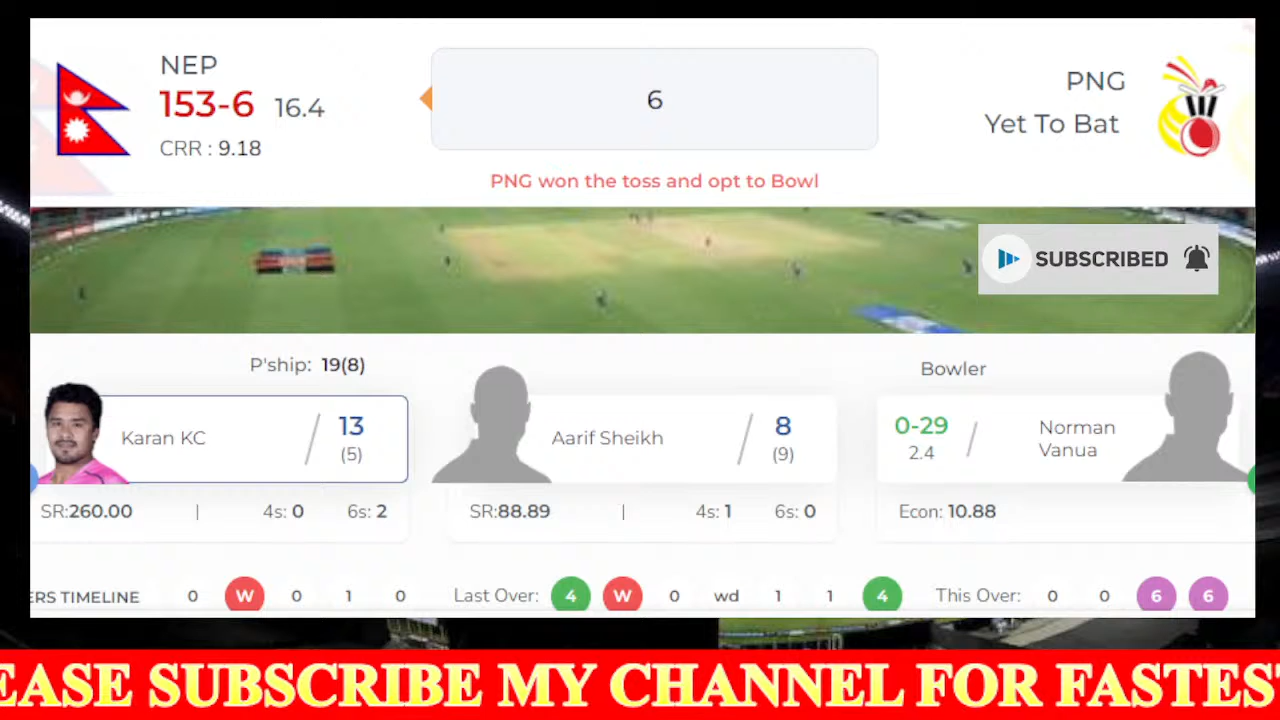 NEP
153-6 16.4
CRR : 9.18
6
PNG
Yet To Bat
PNG won the toss and opt to Bowl
SUBSCRIBED
P'ship: 19(8)
Karan KC
13
(5)
SR:260.00 | 4s: 0 6s: 2
Aarif Sheikh
8
(9)
SR:88.89 | 4s: 1 6s: 0
Bowler
0-29
2.4
Norman
Vanua
Econ: 10.88
ERS TIMELINE 0 W 0 1 0 Last Over: 4 W 0 wd 1 1 4 This Over: 0 0 6 6
EASE SUBSCRIBE MY CHANNEL FOR FASTEST